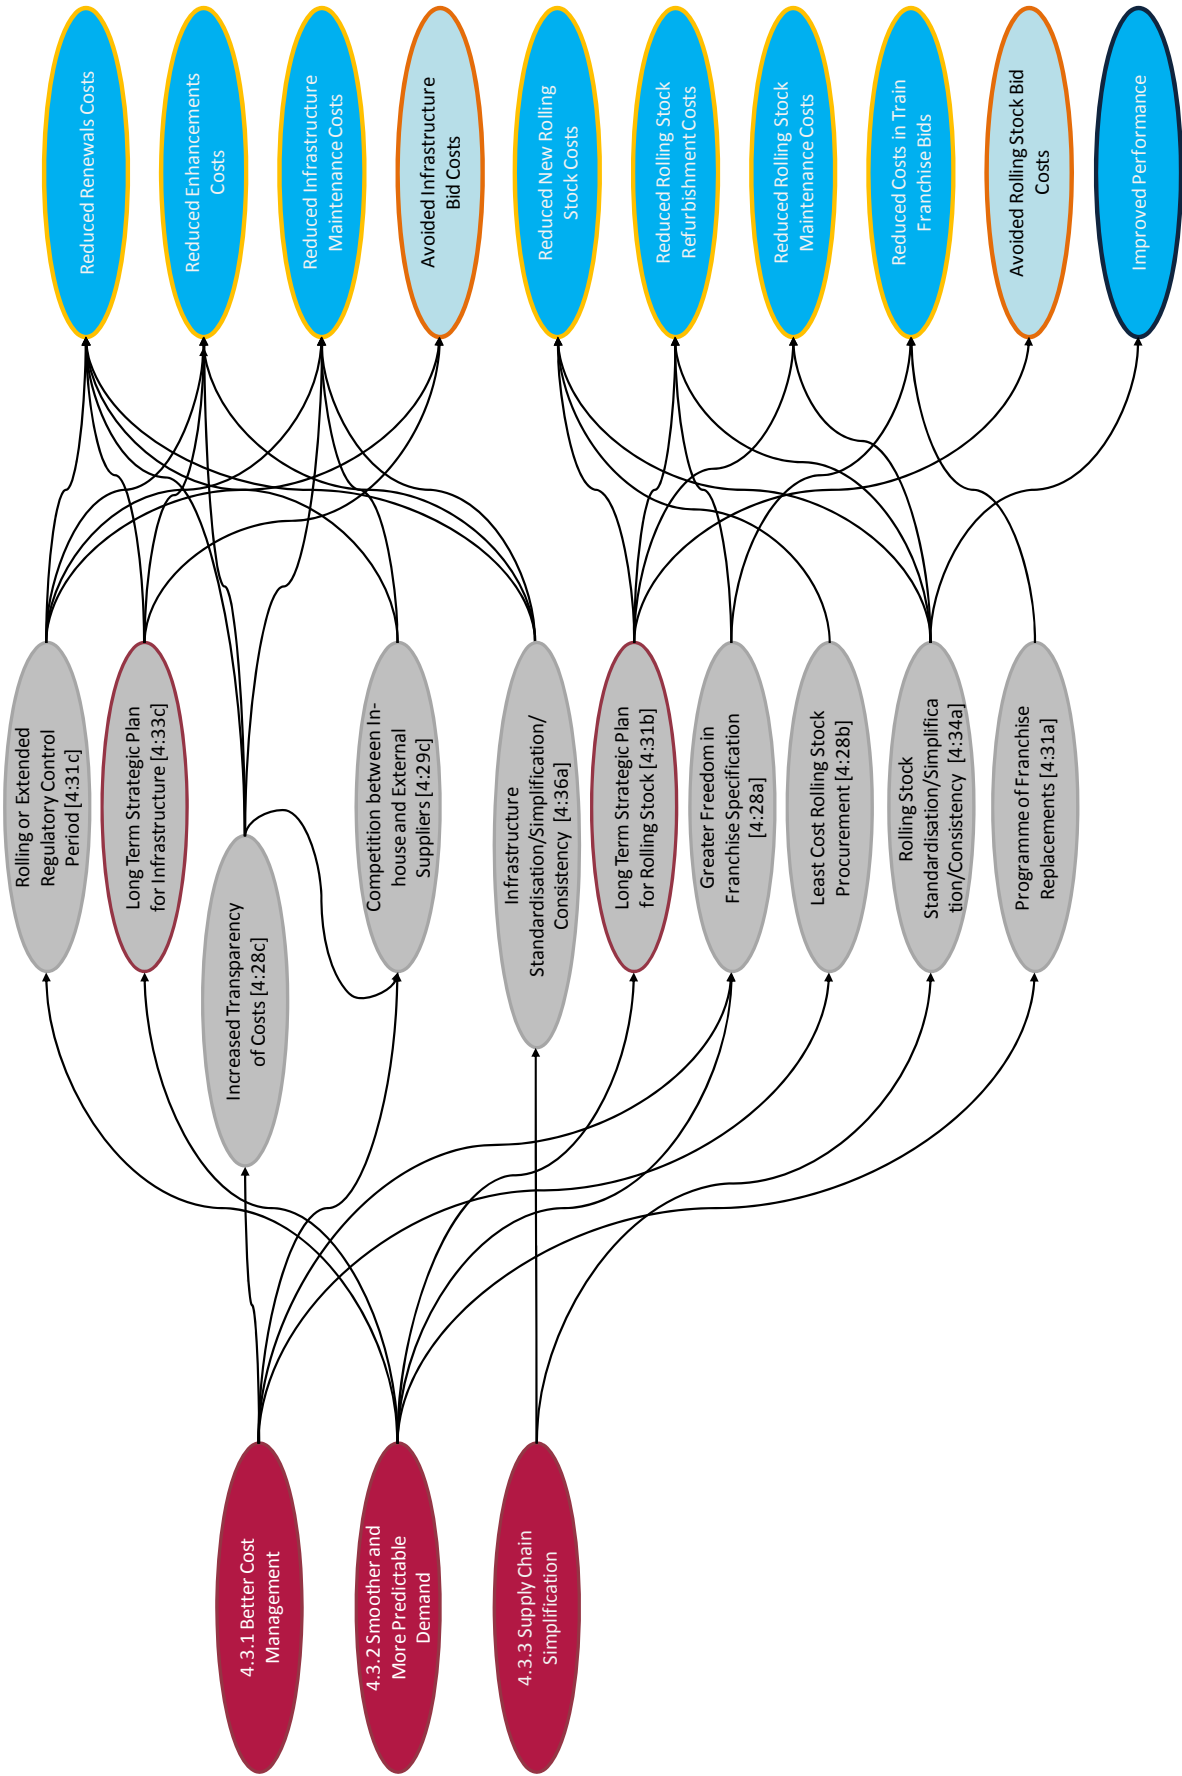 4.3.1 Better Cost
Management
4.3.2 Smoother and
More Predictable
Demand
4.3.3 Supply Chain
Simplification
Rolling or Extended
Regulatory Control
Period [4:31c]
Long Term Strategic Plan
for Infrastructure [4:33c]
Increased Transparency
of Costs [4:28c]
Competition between In-
house and External
Suppliers [4:29c]
Infrastructure
Standardisation/Simplification/
Consistency [4:36a]
Long Term Strategic Plan
for Rolling Stock [4:31b]
Greater Freedom in
Franchise Specification
[4:28a]
Least Cost Rolling Stock
Procurement [4:28b]
Rolling Stock
Standardisation/Simplifica
tion/Consistency [4:34a]
Programme of Franchise
Replacements [4:31a]
Reduced Renewals Costs
Reduced Enhancements
Costs
Reduced Infrastructure
Maintenance Costs
Avoided Infrastructure
Bid Costs
Reduced New Rolling
Stock Costs
Reduced Rolling Stock
Refurbishment Costs
Reduced Rolling Stock
Maintenance Costs
Reduced Costs in Train
Franchise Bids
Avoided Rolling Stock Bid
Costs
Improved Performance